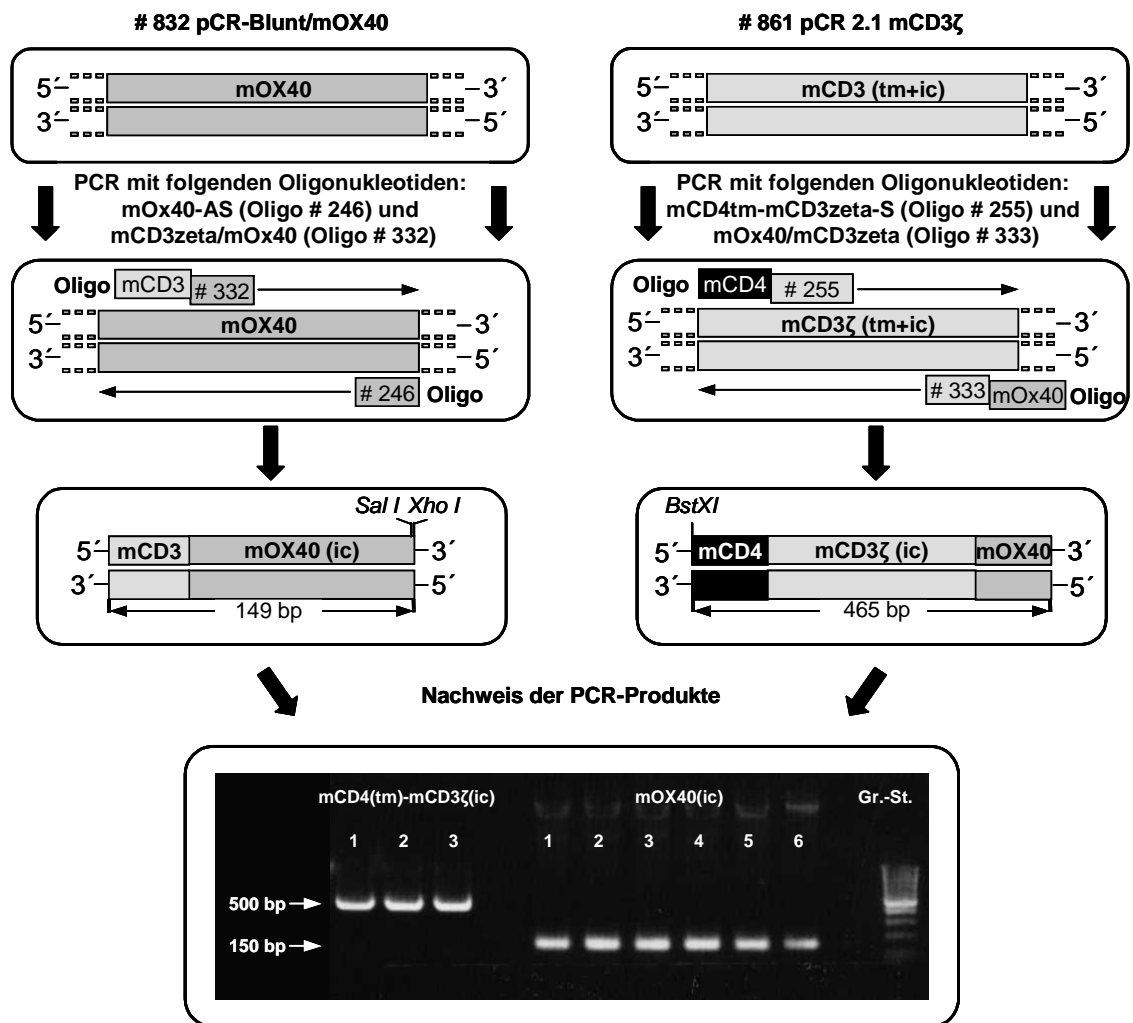 # 832 pCR-Blunt/mOX40
# 861 pCR 2.1 mCD3ζ
5´ mOX40 3´
3´ 5´
5´ mCD3 (tm+ic) 3´
3´ 5´
PCR mit folgenden Oligonukleotiden:
mOx40-AS (Oligo # 246) und
mCD3zeta/mOx40 (Oligo # 332)
PCR mit folgenden Oligonukleotiden:
mCD4tm-mCD3zeta-S (Oligo # 255) und
mOx40/mCD3zeta (Oligo # 333)
Oligo mCD3 # 332
5´ mOX40 3´
3´ 5´
# 246 Oligo
Oligo mCD4 # 255
5´ mCD3ζ (tm+ic) 3´
3´ 5´
# 333 mOx40 Oligo
Sal I Xho I
5´ mCD3 mOX40 (ic) 3´
3´ 5´
149 bp
BstXI
5´ mCD4 mCD3ζ (ic) mOX40 3´
3´ 5´
465 bp
Nachweis der PCR-Produkte
mCD4(tm)-mCD3ζ(ic) mOX40(ic) Gr.-St.
1 2 3 1 2 3 4 5 6
500 bp
150 bp